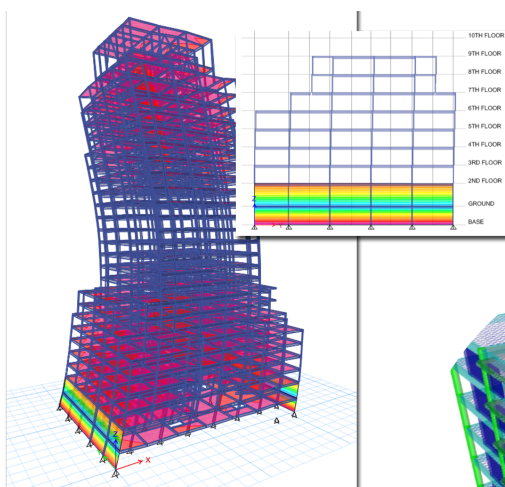 10TH FLOOR
9TH FLOOR
8TH FLOOR
7TH FLOOR
6TH FLOOR
5TH FLOOR
4TH FLOOR
3RD FLOOR
2ND FLOOR
Z
GROUND
BASE
Z
X